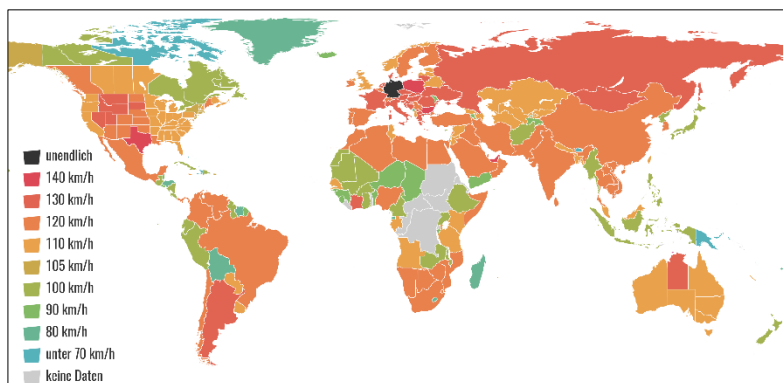 unendlich
140 km/h
130 km/h
120 km/h
110 km/h
105 km/h
100 km/h
90 km/h
80 km/h
unter 70 km/h
keine Daten